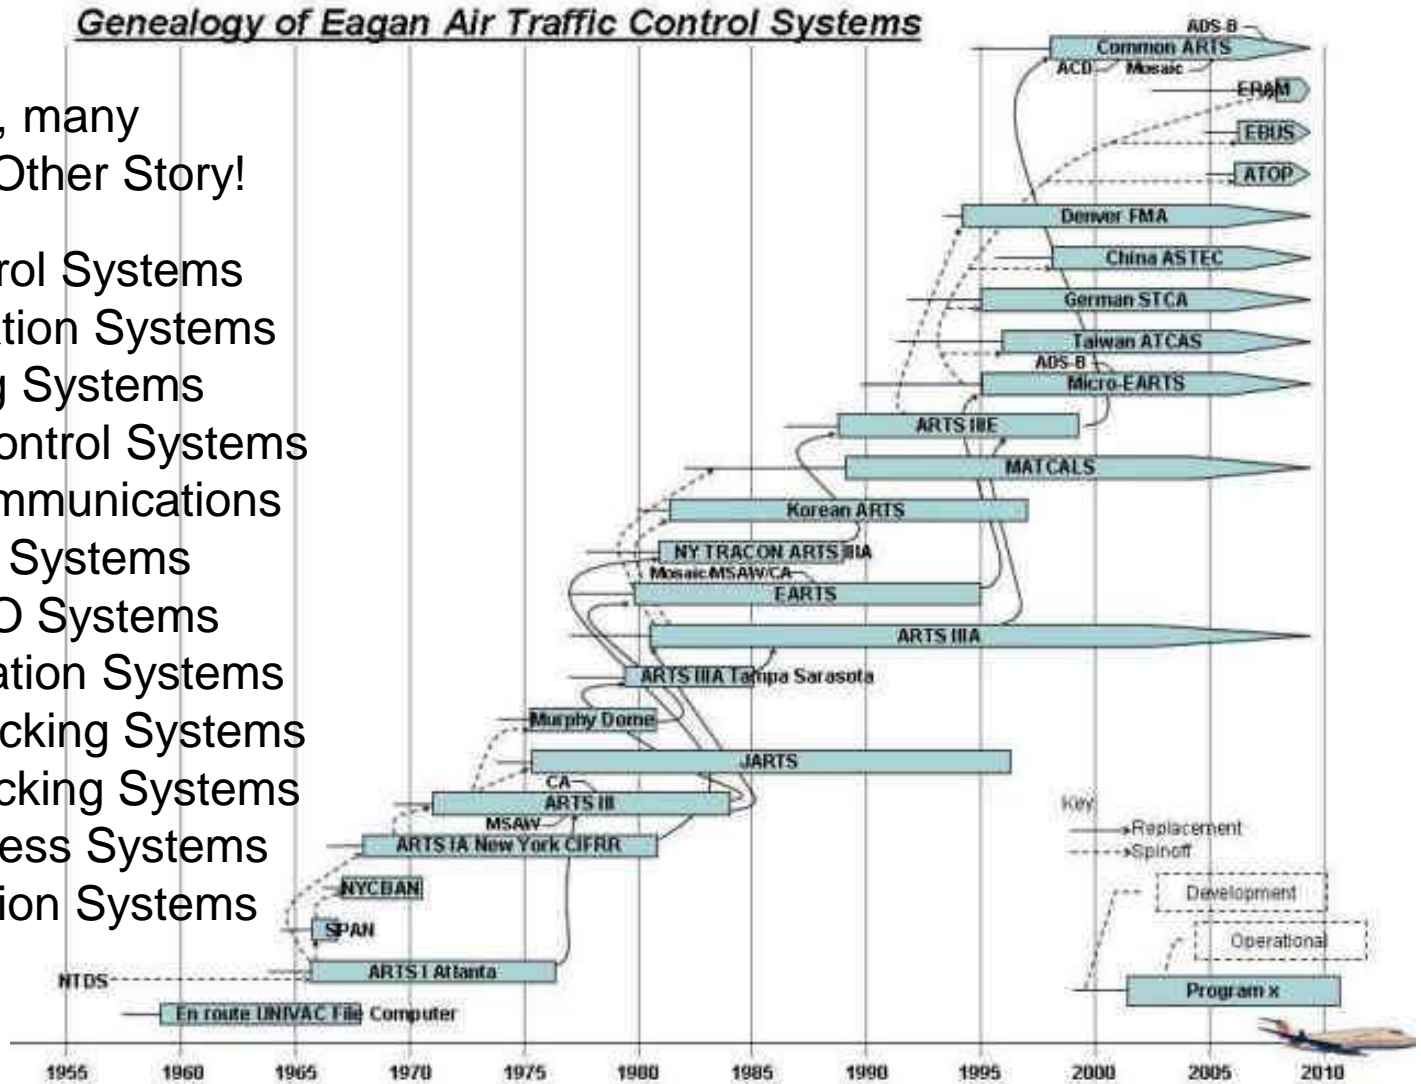 Genealogy of Eagan Air Traffic Control Systems
, many
Other Story!
rol Systems
tion Systems
g Systems
ontrol Systems
mmunications
Systems
O Systems
ation Systems
cking Systems
cking Systems
ess Systems
ion Systems
ADS-B
Common ARTS
ACD
Mosaic
ERAM
EBUS
ATOP
Denver FMA
China ASTEC
German STCA
Taiwan ATCAS
ADS-B
Micro-EARTS
ARTS IIIE
MATCALS
Korean ARTS
NY TRACON ARTS IIIA
Mosaic/MSAW/CA
EARTS
ARTS IIIA
ARTS IIIA Tampa Sarasota
Murphy Dome
JARTS
CA
ARTS III
MSAW
ARTS IA New York CIFRR
NYCBAN
SPAN
ARTS I Atlanta
NTDS
En route UNIVAC File Computer
Key
Replacement
Spinoff
Development
Operational
Program x
1955 1960 1965 1970 1975 1980 1985 1990 1995 2000 2005 2010